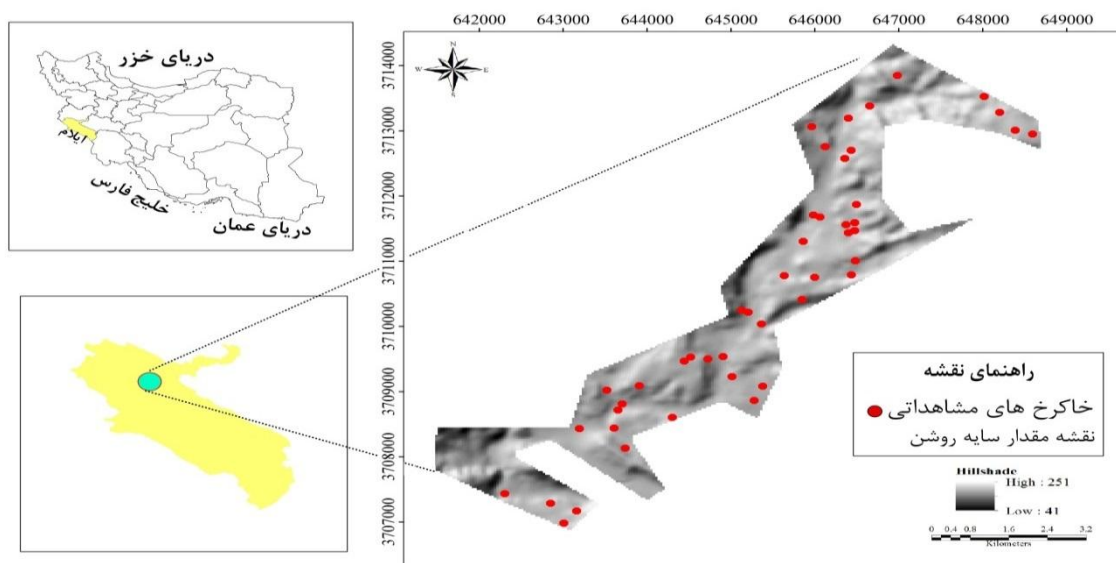 دریای خزر
ایلام
خلیج فارس
دریای عمان
642000 643000 644000 645000 646000 647000 648000 649000
3714000
3713000
3712000
3711000
3710000
3709000
3708000
3707000
N
W E
S
راهنمای نقشه
خاکرخ های مشاهداتی
نقشه مقدار سایه روشن
Hillshade
High : 251
Low : 41
0 0.4 0.8 1.6 2.4 3.2
Kilometers